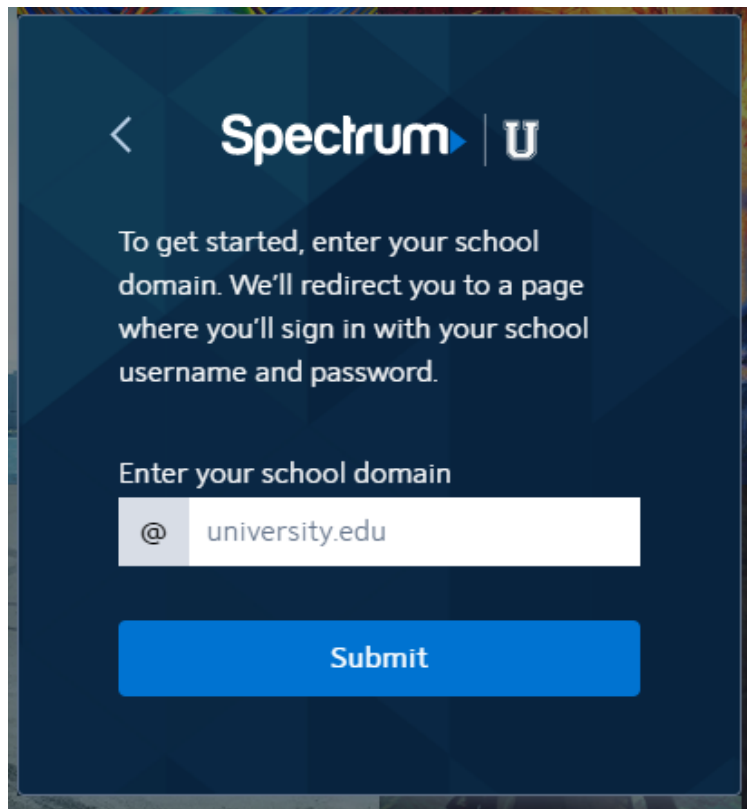 Spectrum U
To get started, enter your school
domain. We'll redirect you to a page
where you'll sign in with your school
username and password.
Enter your school domain
@ university.edu
Submit